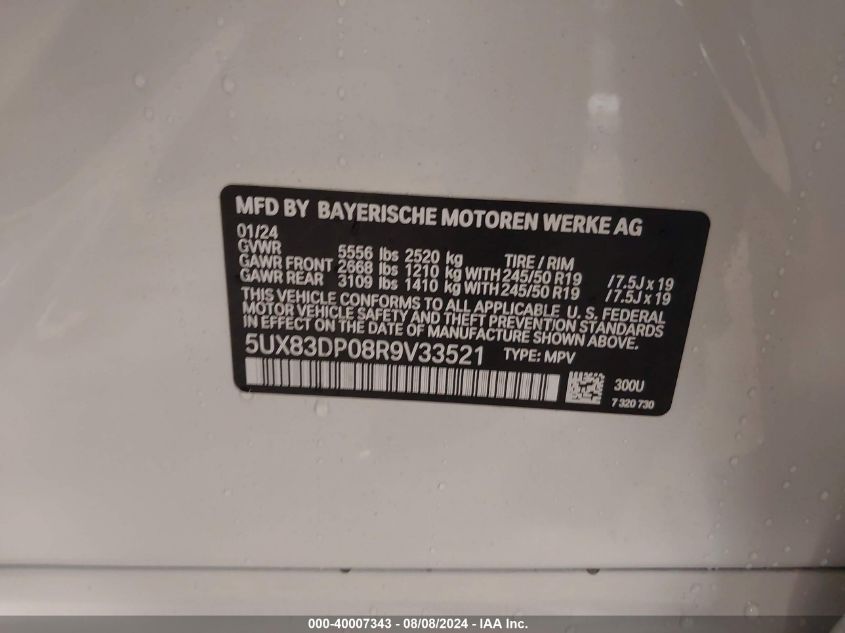 MFD BY BAYERISCHE MOTOREN WERKE AG
01/24
GVWR 5556 lbs 2520 kg TIRE / RIM
GAWR FRONT 2668 lbs 1210 kg WITH 245/50 R19 / 7.5J x 19
GAWR REAR 3109 lbs 1410 kg WITH 245/50 R19 / 7.5J x 19
THIS VEHICLE CONFORMS TO ALL APPLICABLE U. S. FEDERAL
MOTOR VEHICLE SAFETY AND THEFT PREVENTION STANDARDS
IN EFFECT ON THE DATE OF MANUFACTURE SHOWN ABOVE.
5UX83DP08R9V33521 TYPE: MPV
300U
7 320 730
000-40007343 - 08/08/2024 - IAA Inc.